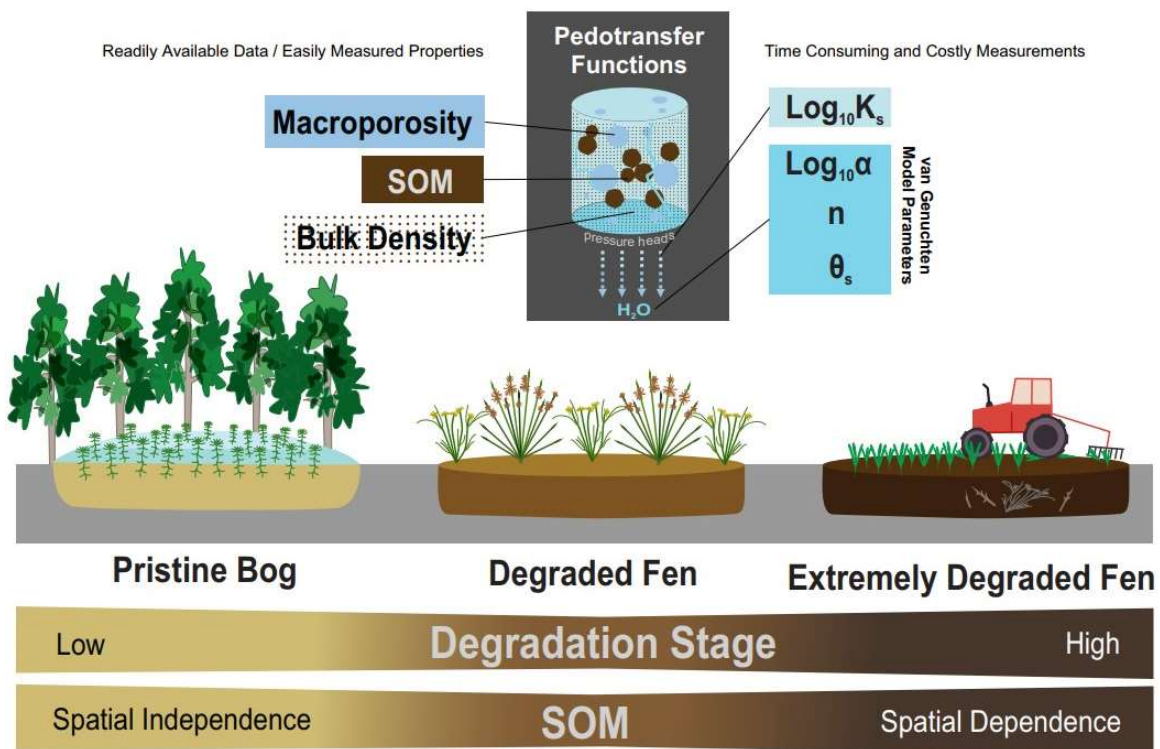 Readily Available Data / Easily Measured Properties
Pedotransfer
Functions
Time Consuming and Costly Measurements
Macroporosity
SOM
Bulk Density
pressure heads
H₂O
Log₁₀Kₛ
Log₁₀α
n
θₛ
van Genuchten
Model Parameters
Pristine Bog
Degraded Fen
Extremely Degraded Fen
Low
Degradation Stage
High
Spatial Independence
SOM
Spatial Dependence